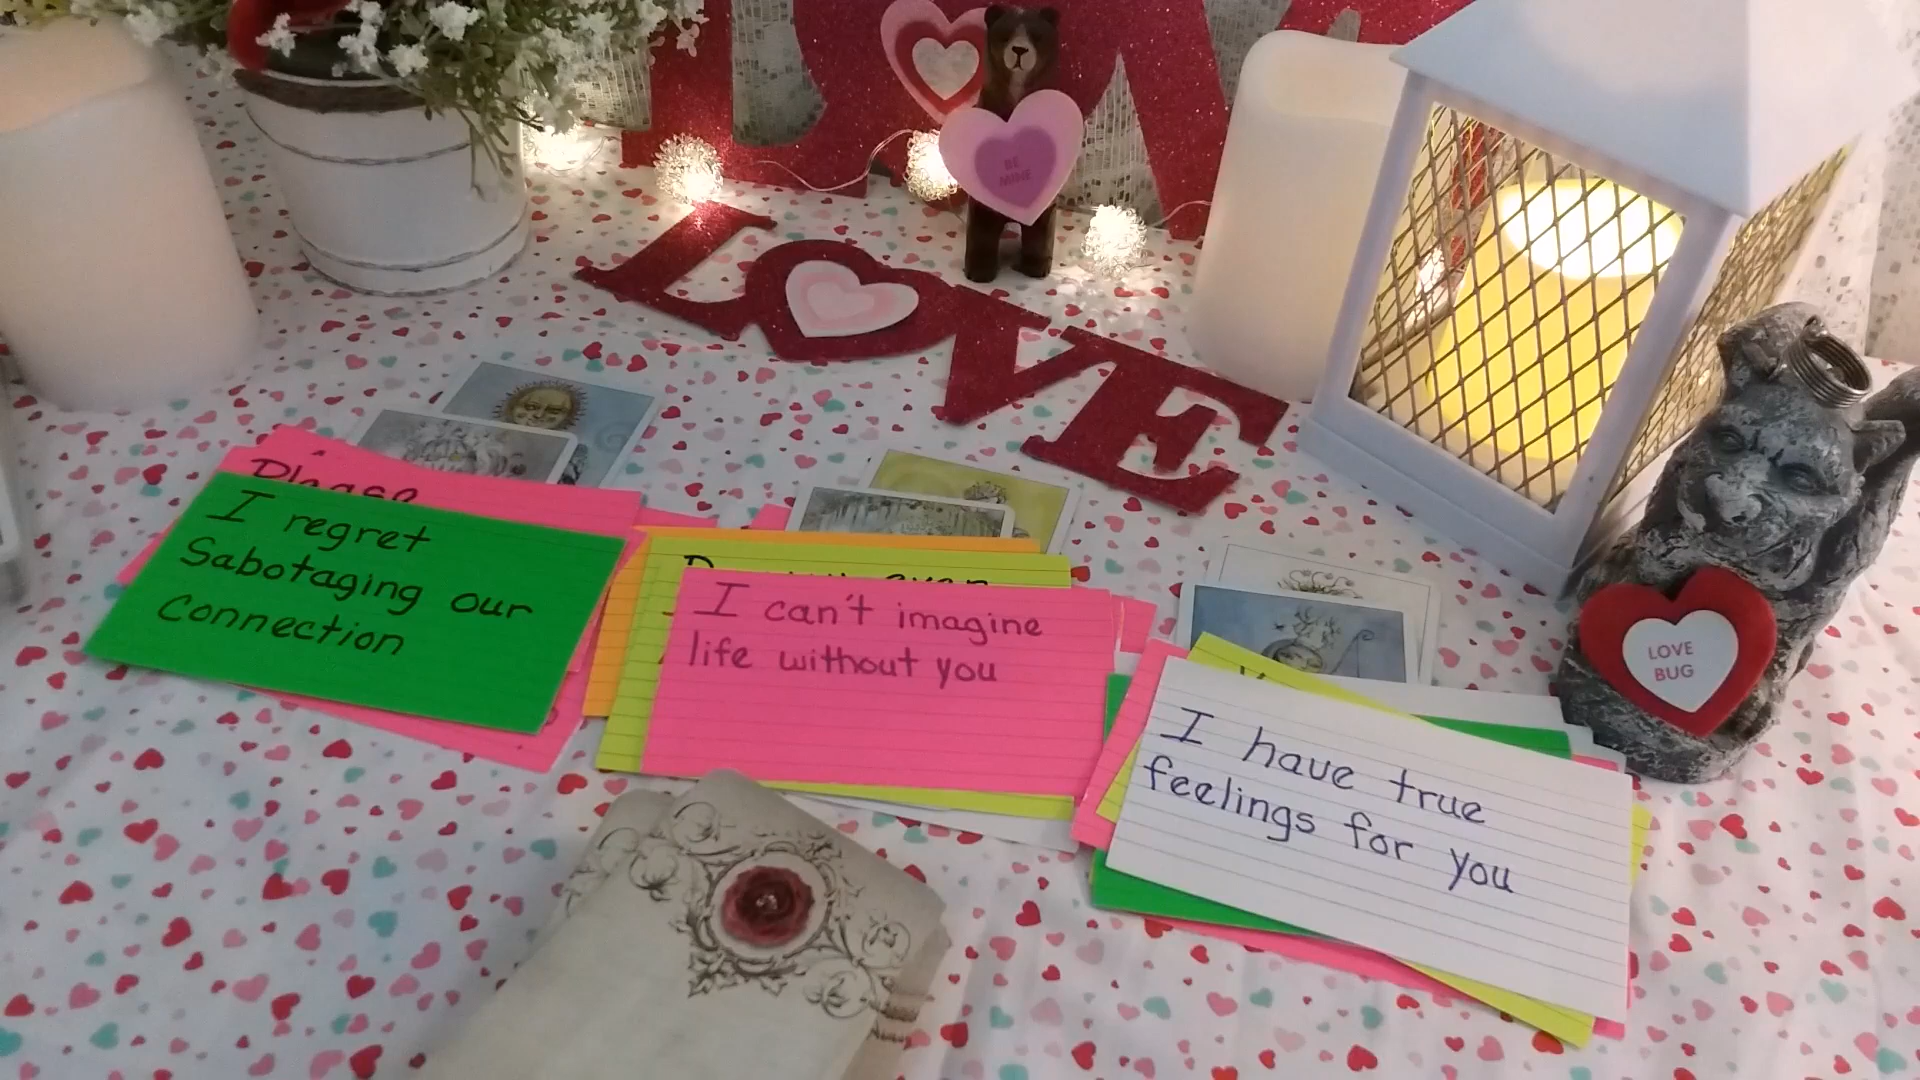 BE
MINE
LOVE
Please
I regret
Sabotaging our
Connection
I can't imagine
life without you
I have true
feelings for you
LOVE
BUG